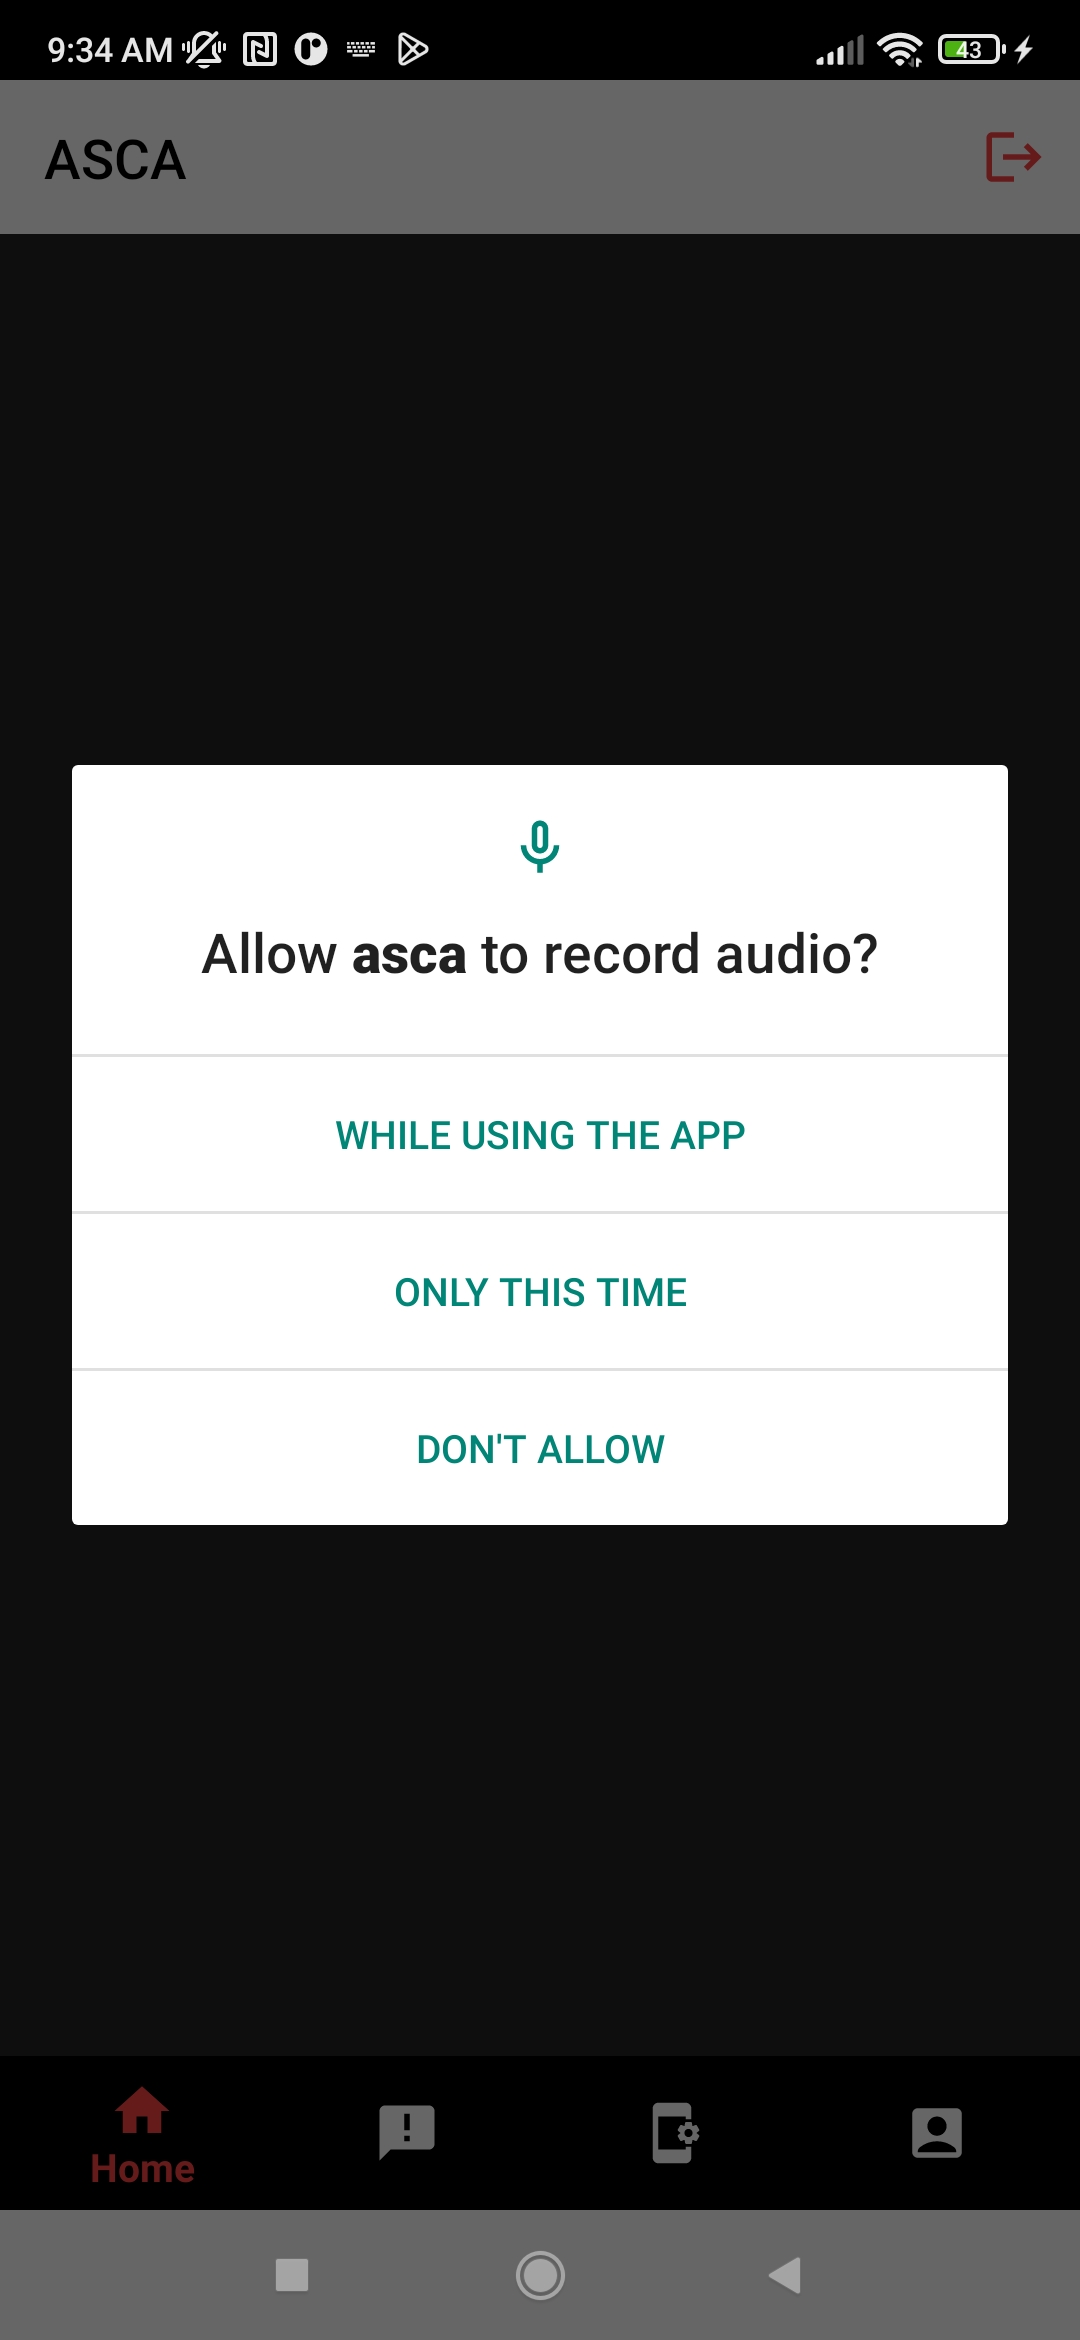 9:34 AM
43
ASCA
Allow asca to record audio?
WHILE USING THE APP
ONLY THIS TIME
DON'T ALLOW
Home